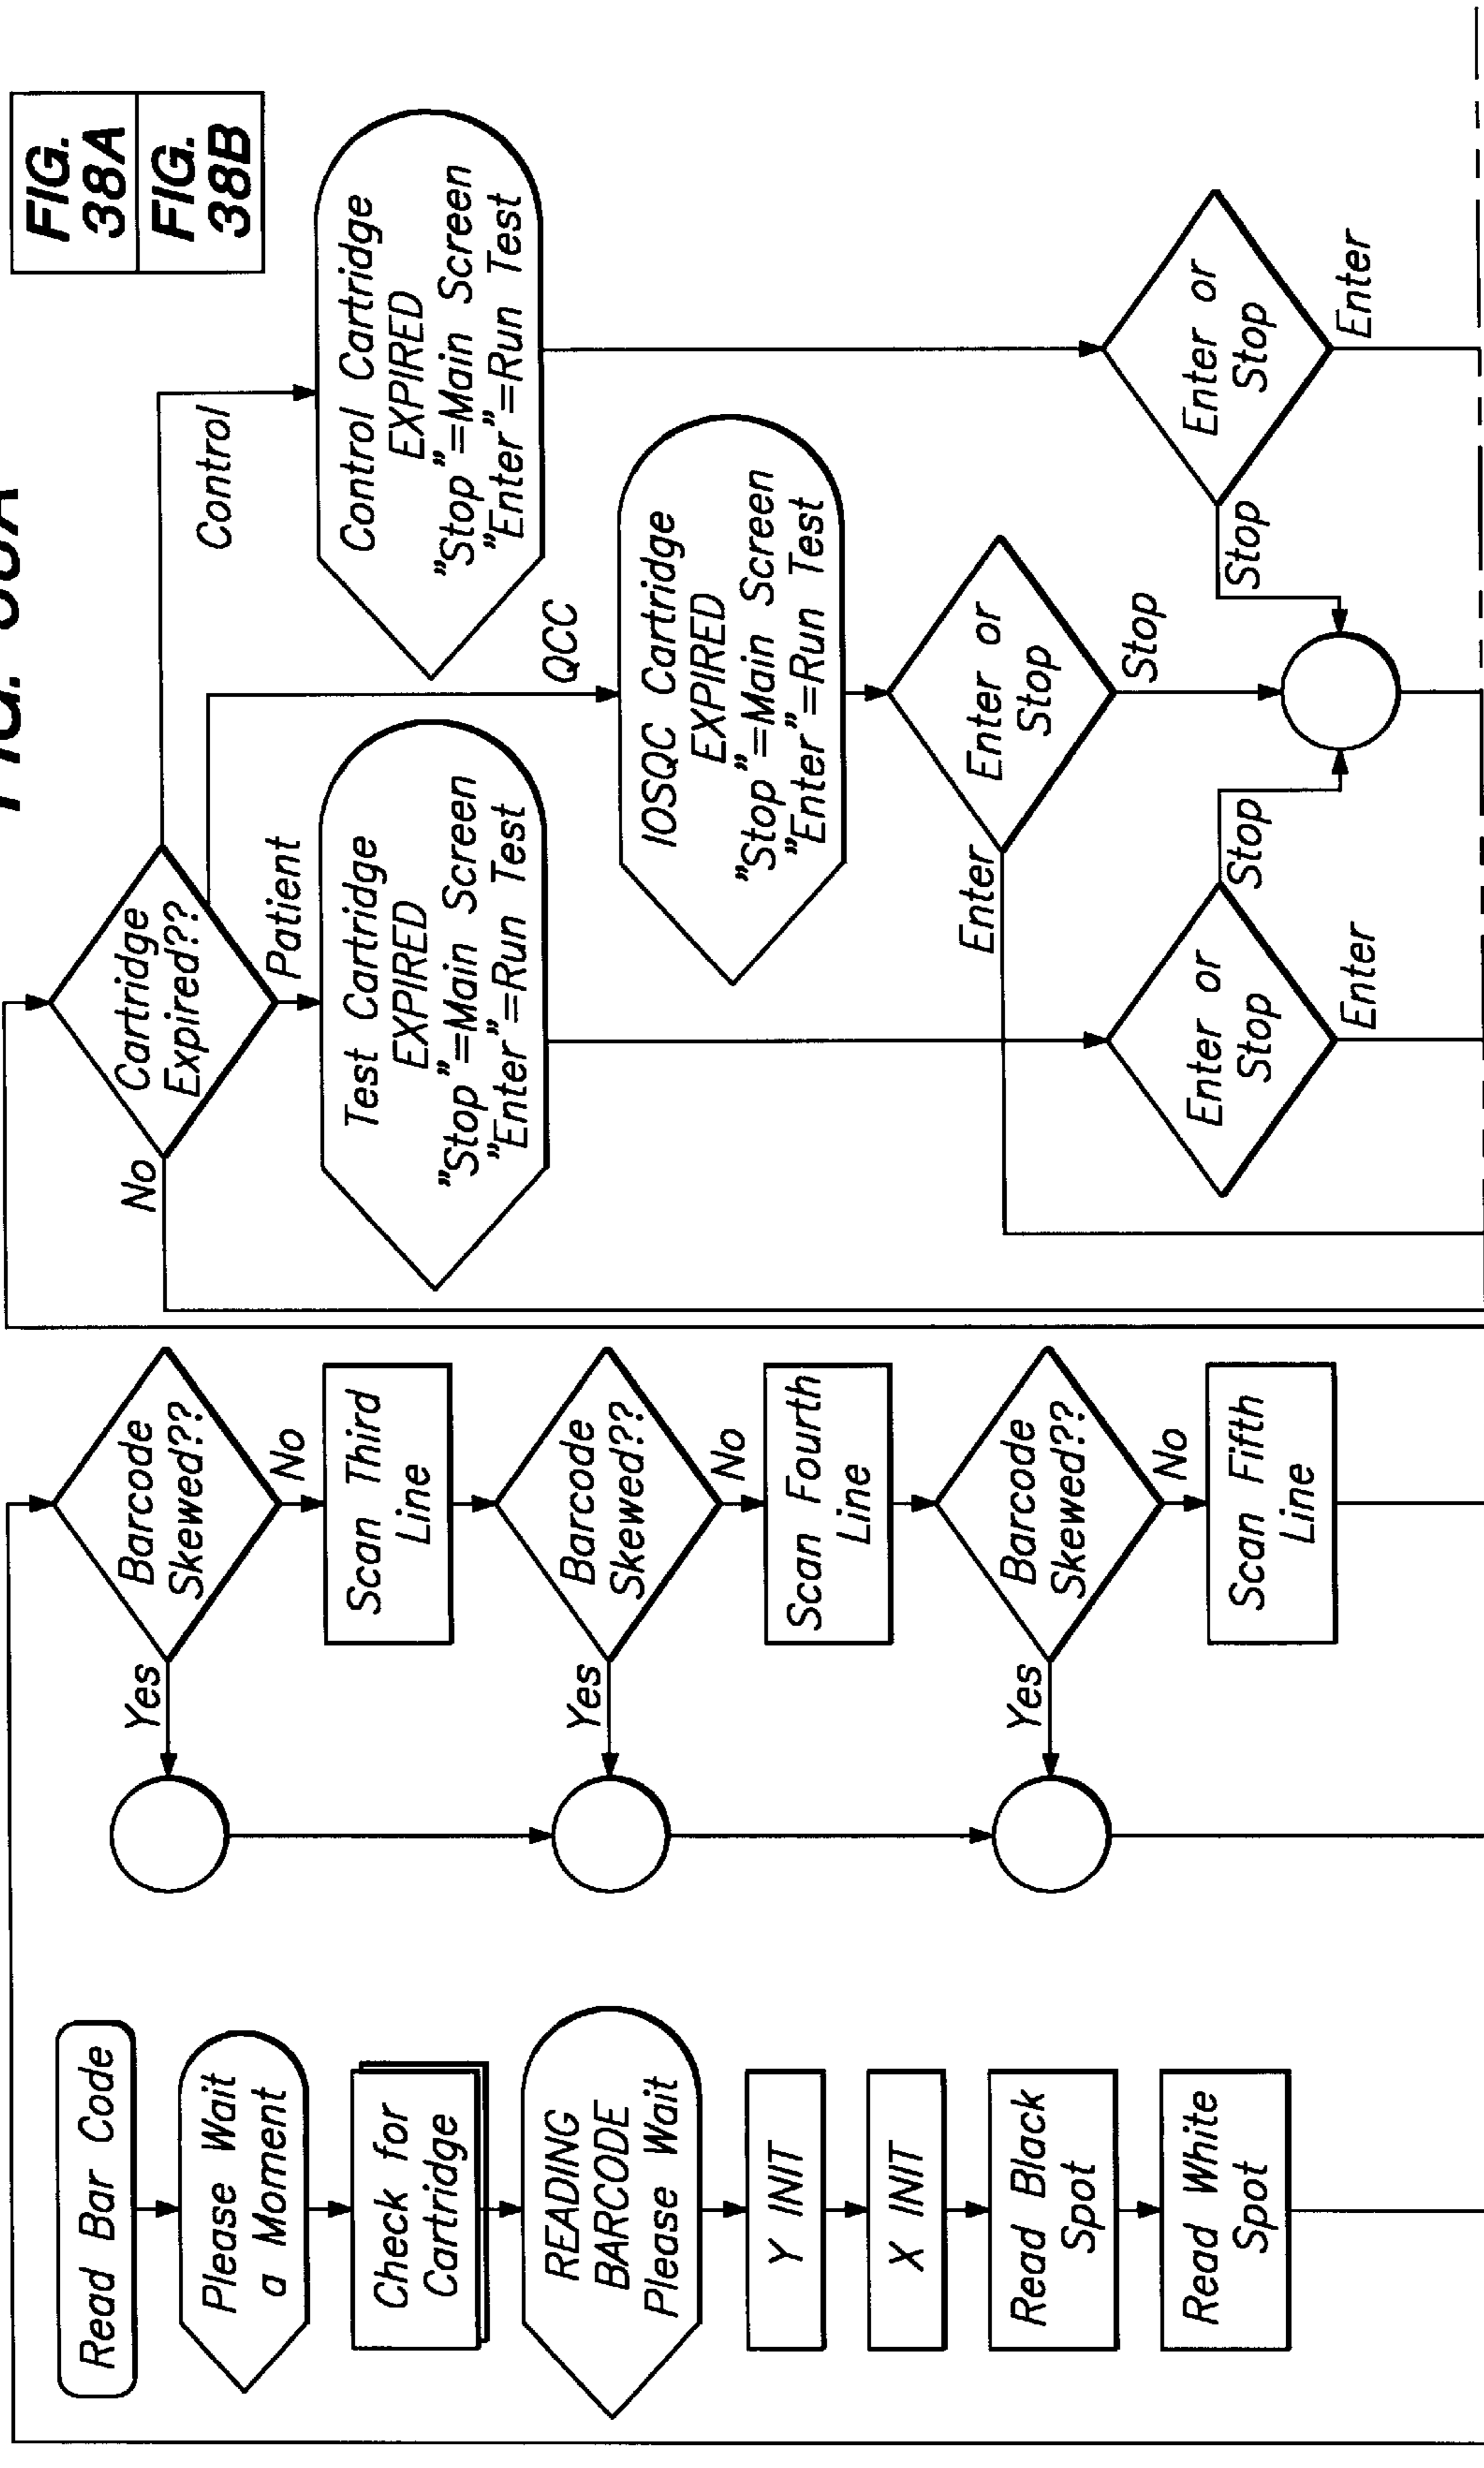 FIG. 38A
FIG.
38A
FIG.
38B
Read Bar Code
Please Wait
a Moment
Check for
Cartridge
READING
BARCODE
Please Wait
Y INIT
X INIT
Read Black
Spot
Read White
Spot
Barcode
Skewed??
Yes
No
Scan Third
Line
Barcode
Skewed??
Yes
No
Scan Fourth
Line
Barcode
Skewed??
Yes
No
Scan Fifth
Line
Cartridge
Expired??
No
Patient
QCC
Control
Test Cartridge
EXPIRED
"Stop"=Main Screen
"Enter"=Run Test
Control Cartridge
EXPIRED
"Stop"=Main Screen
"Enter"=Run Test
IOSQC Cartridge
EXPIRED
"Stop"=Main Screen
"Enter"=Run Test
Enter or
Stop
Enter
Stop
Enter or
Stop
Stop
Enter
Enter or
Stop
Stop
Enter